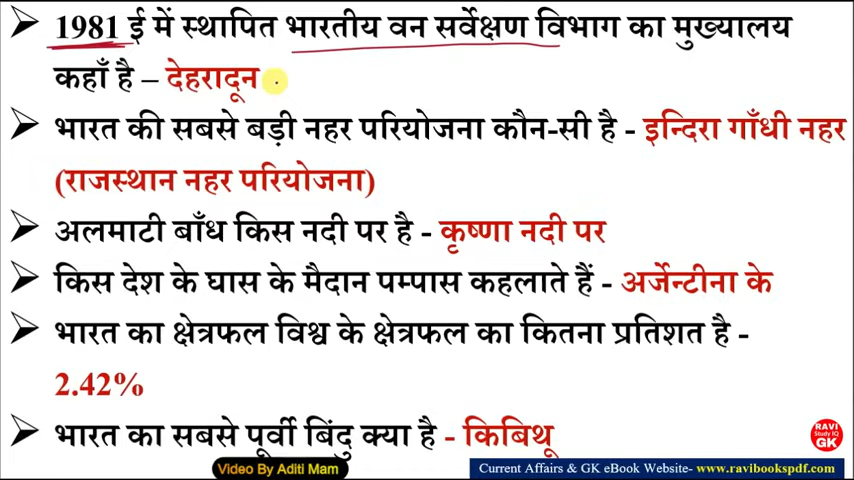 ➢ 1981 ई में स्थापित भारतीय वन सर्वेक्षण विभाग का मुख्यालय
कहाँ है – देहरादून
➢ भारत की सबसे बड़ी नहर परियोजना कौन-सी है - इन्दिरा गाँधी नहर
(राजस्थान नहर परियोजना)
➢ अलमाटी बाँध किस नदी पर है - कृष्णा नदी पर
➢ किस देश के घास के मैदान पम्पास कहलाते हैं - अर्जेन्टीना के
➢ भारत का क्षेत्रफल विश्व के क्षेत्रफल का कितना प्रतिशत है -
2.42%
➢ भारत का सबसे पूर्वी बिंदु क्या है - किबिथू
RAVI
Study IQ
GK
Video By Aditi Mam
Current Affairs & GK eBook Website- www.ravibookspdf.com